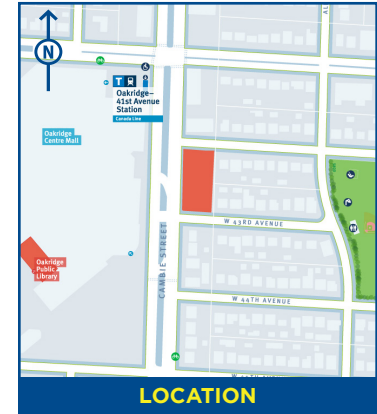 AL
N
T
Oakridge–
41st Avenue
Station
Canada Line
Oakridge
Centre Mall
W 43RD AVENUE
CAMBIE STREET
Oakridge
Public
Library
W 44TH AVENUE
LOCATION